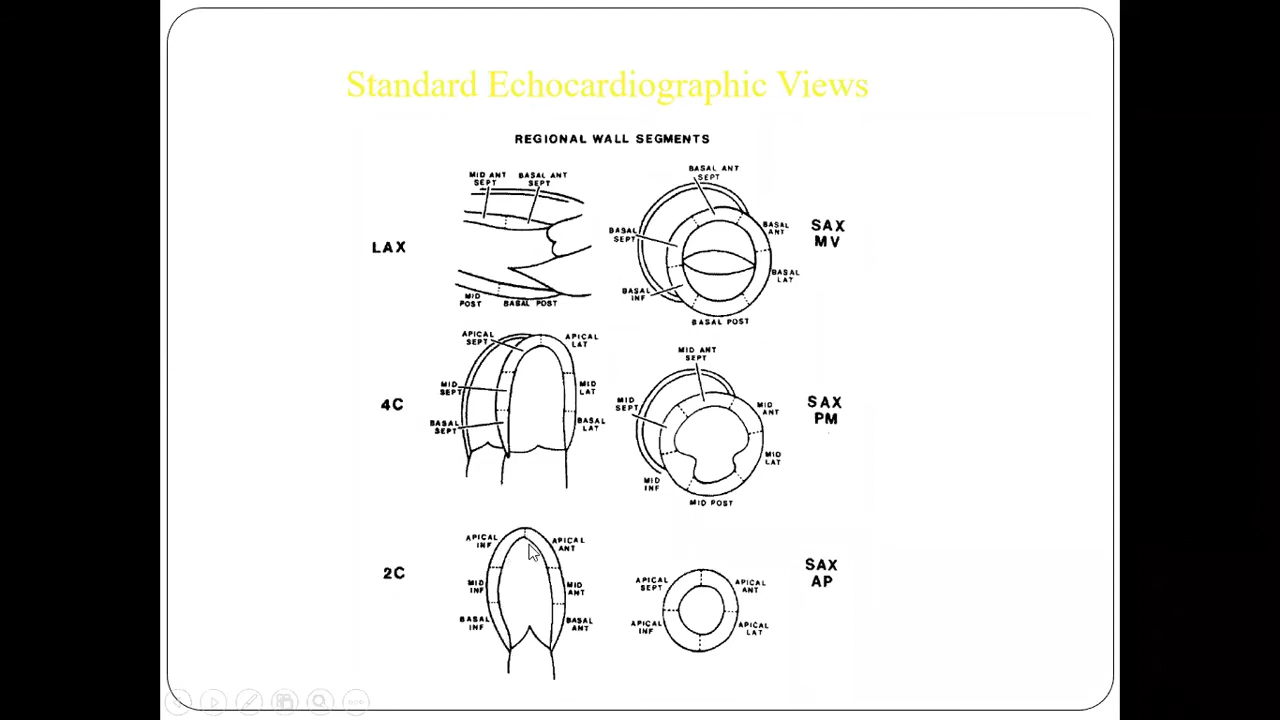 Standard Echocardiographic Views
REGIONAL WALL SEGMENTS
LAX
MID ANT
SEPT
BASAL ANT
SEPT
MID
POST
BASAL POST
BASAL ANT
SEPT
BASAL
SEPT
BASAL
INF
BASAL
ANT
BASAL
LAT
BASAL POST
SAX
MV
4C
APICAL
SEPT
MID
SEPT
BASAL
SEPT
APICAL
LAT
MID
LAT
BASAL
LAT
MID ANT
SEPT
MID
SEPT
MID
INF
MID
ANT
MID
LAT
MID POST
SAX
PM
2C
APICAL
INF
MID
INF
BASAL
INF
APICAL
ANT
MID
ANT
BASAL
ANT
APICAL
SEPT
APICAL
INF
APICAL
ANT
APICAL
LAT
SAX
AP